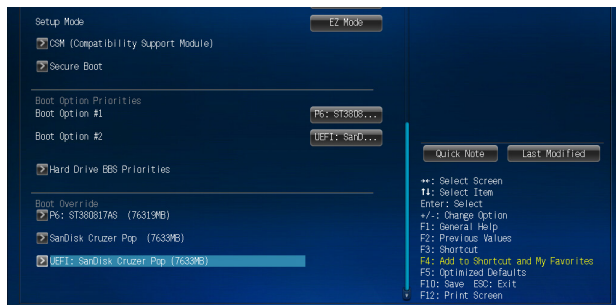 Setup Mode
EZ Mode
CSM (Compatibility Support Module)
Secure Boot
Boot Option Priorities
Boot Option #1
P6: ST3808...
Boot Option #2
UEFI: SanD...
Hard Drive BBS Priorities
Boot Override
P6: ST380817AS (76319MB)
SanDisk Cruzer Pop (7633MB)
UEFI: SanDisk Cruzer Pop (7633MB)
Quick Note
Last Modified
→←: Select Screen
↑↓: Select Item
Enter: Select
+/-: Change Option
F1: General Help
F2: Previous Values
F3: Shortcut
F4: Add to Shortcut and My Favorites
F5: Optimized Defaults
F10: Save ESC: Exit
F12: Print Screen